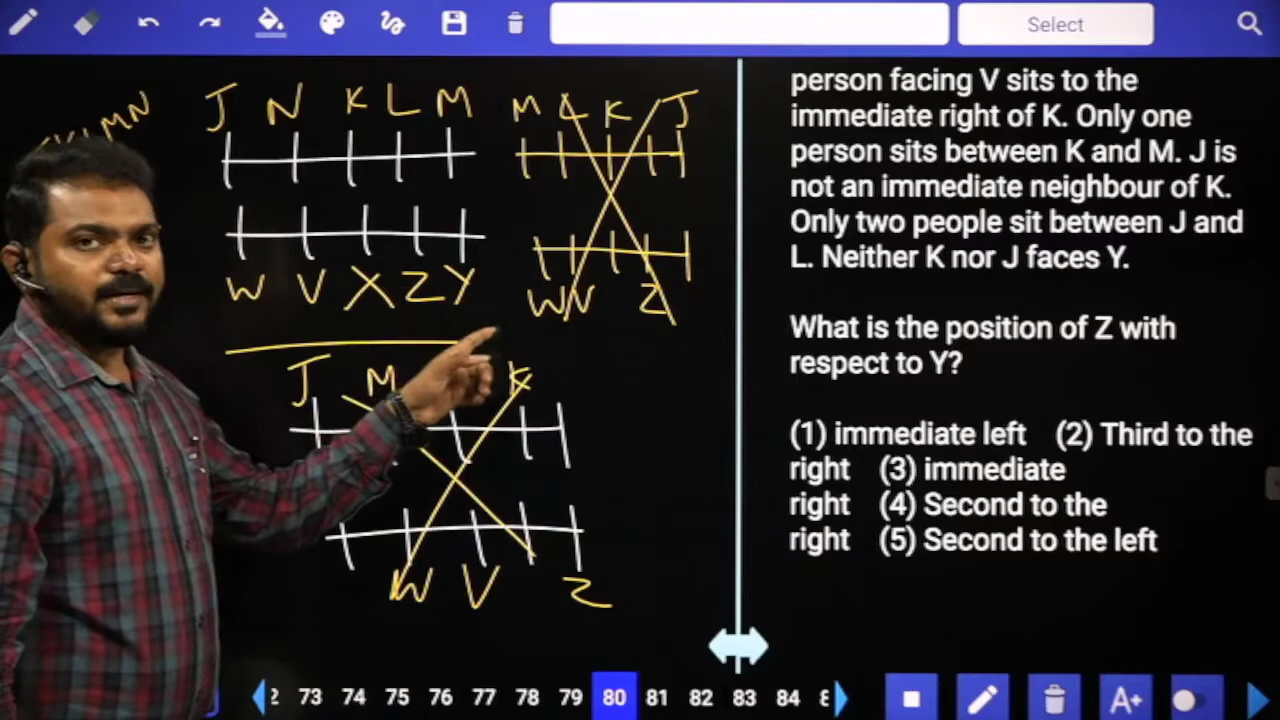 Select
J N K L M
M L K J
MN
W V X Z Y
W V Z
J M K
W V Z
person facing V sits to the
immediate right of K. Only one
person sits between K and M. J is
not an immediate neighbour of K.
Only two people sit between J and
L. Neither K nor J faces Y.
What is the position of Z with
respect to Y?
(1) immediate left (2) Third to the
right (3) immediate
right (4) Second to the
right (5) Second to the left
2 73 74 75 76 77 78 79 80 81 82 83 84 8
A+